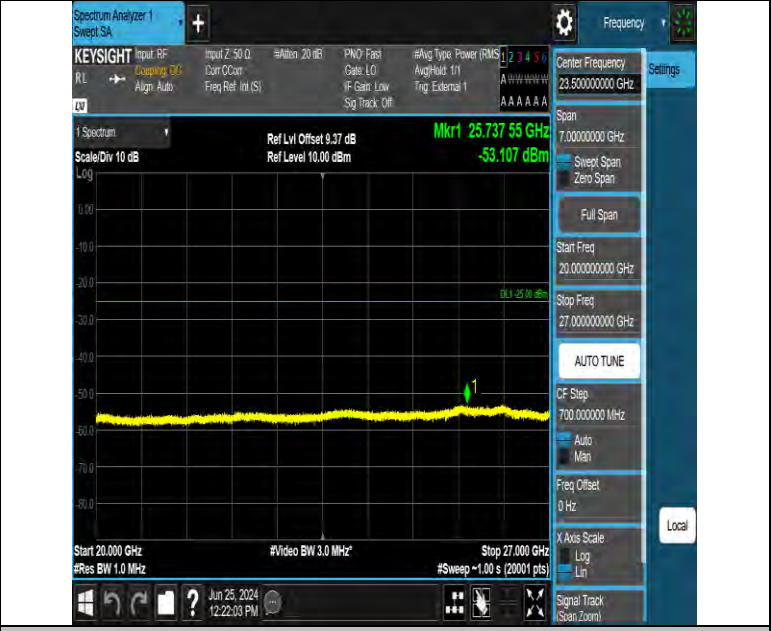 Spectrum Analyzer 1
Swept SA
Frequency
KEYSIGHT
RL
LXI
Input: RF
Coupling: DC
Align: Auto
Input Z: 50 Ω
Corr CCorr
Freq Ref: Int (S)
#Atten: 20 dB
PNO: Fast
Gate: LO
IF Gain: Low
Sig Track: Off
#Avg Type: Power (RMS
Avg|Hold: 1/1
Trig: External 1
1 2 3 4 5 6
A W W W W W
A A A A A A
1 Spectrum
Scale/Div 10 dB
Log
Ref Lvl Offset 9.37 dB
Ref Level 10.00 dBm
Mkr1 25.737 55 GHz
-53.107 dBm
0.00
-10.0
-20.0
-30.0
-40.0
-50.0
-60.0
-70.0
-80.0
DL1 -25.00 dBm
1
Start 20.000 GHz
#Res BW 1.0 MHz
#Video BW 3.0 MHz*
Stop 27.000 GHz
#Sweep ~1.00 s (20001 pts)
Jun 25, 2024
12:22:03 PM
Center Frequency
23.500000000 GHz
Span
7.00000000 GHz
Swept Span
Zero Span
Full Span
Start Freq
20.000000000 GHz
Stop Freq
27.000000000 GHz
AUTO TUNE
CF Step
700.000000 MHz
Auto
Man
Freq Offset
0 Hz
X Axis Scale
Log
Lin
Signal Track
(Span Zoom)
Settings
Local